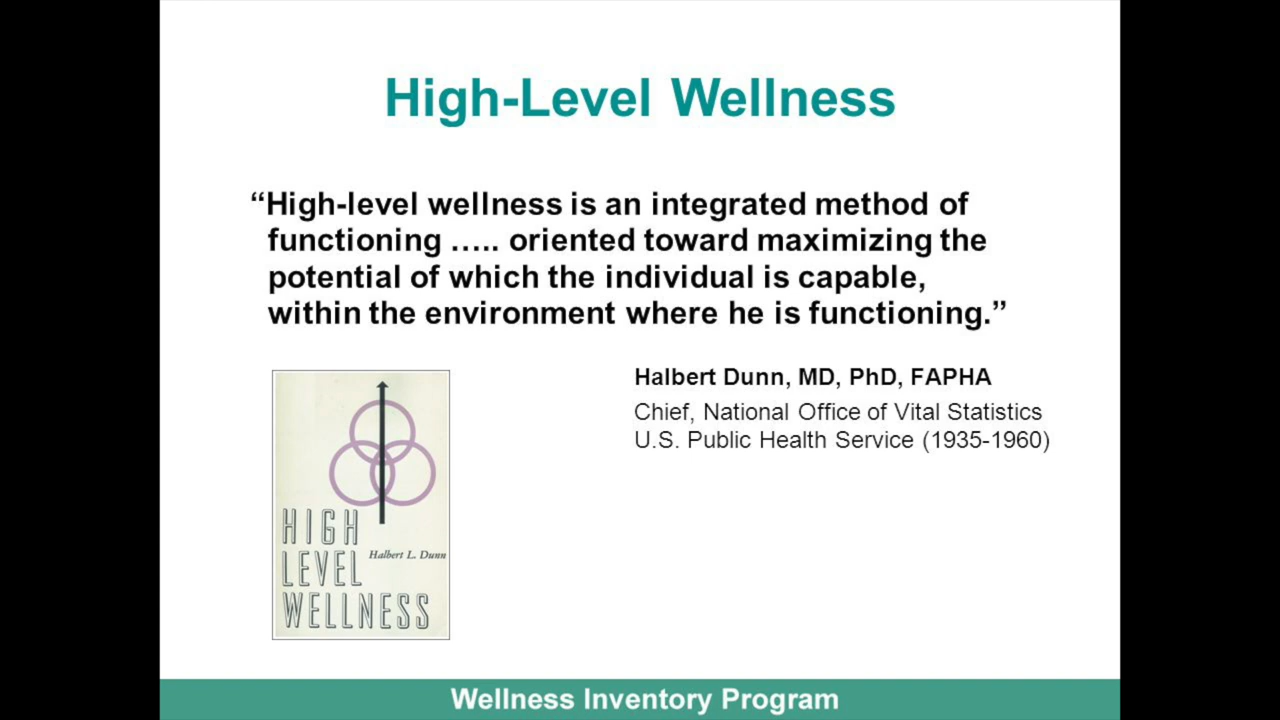 High-Level Wellness
“High-level wellness is an integrated method of
functioning ….. oriented toward maximizing the
potential of which the individual is capable,
within the environment where he is functioning.”
Halbert Dunn, MD, PhD, FAPHA
Chief, National Office of Vital Statistics
U.S. Public Health Service (1935-1960)
HIGH
Halbert L. Dunn
LEVEL
WELLNESS
Wellness Inventory Program